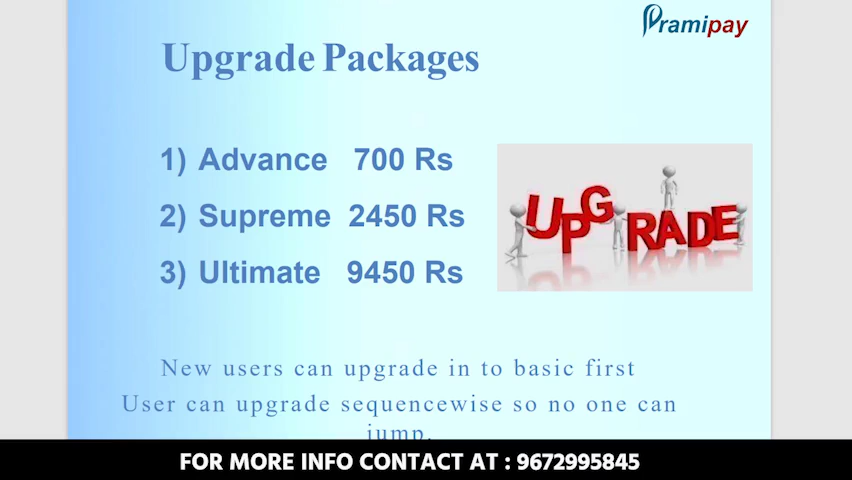 Pramipay
Upgrade Packages
1) Advance 700 Rs
2) Supreme 2450 Rs
3) Ultimate 9450 Rs
UPGRADE
New users can upgrade in to basic first
User can upgrade sequencewise so no one can
jump.
FOR MORE INFO CONTACT AT : 9672995845